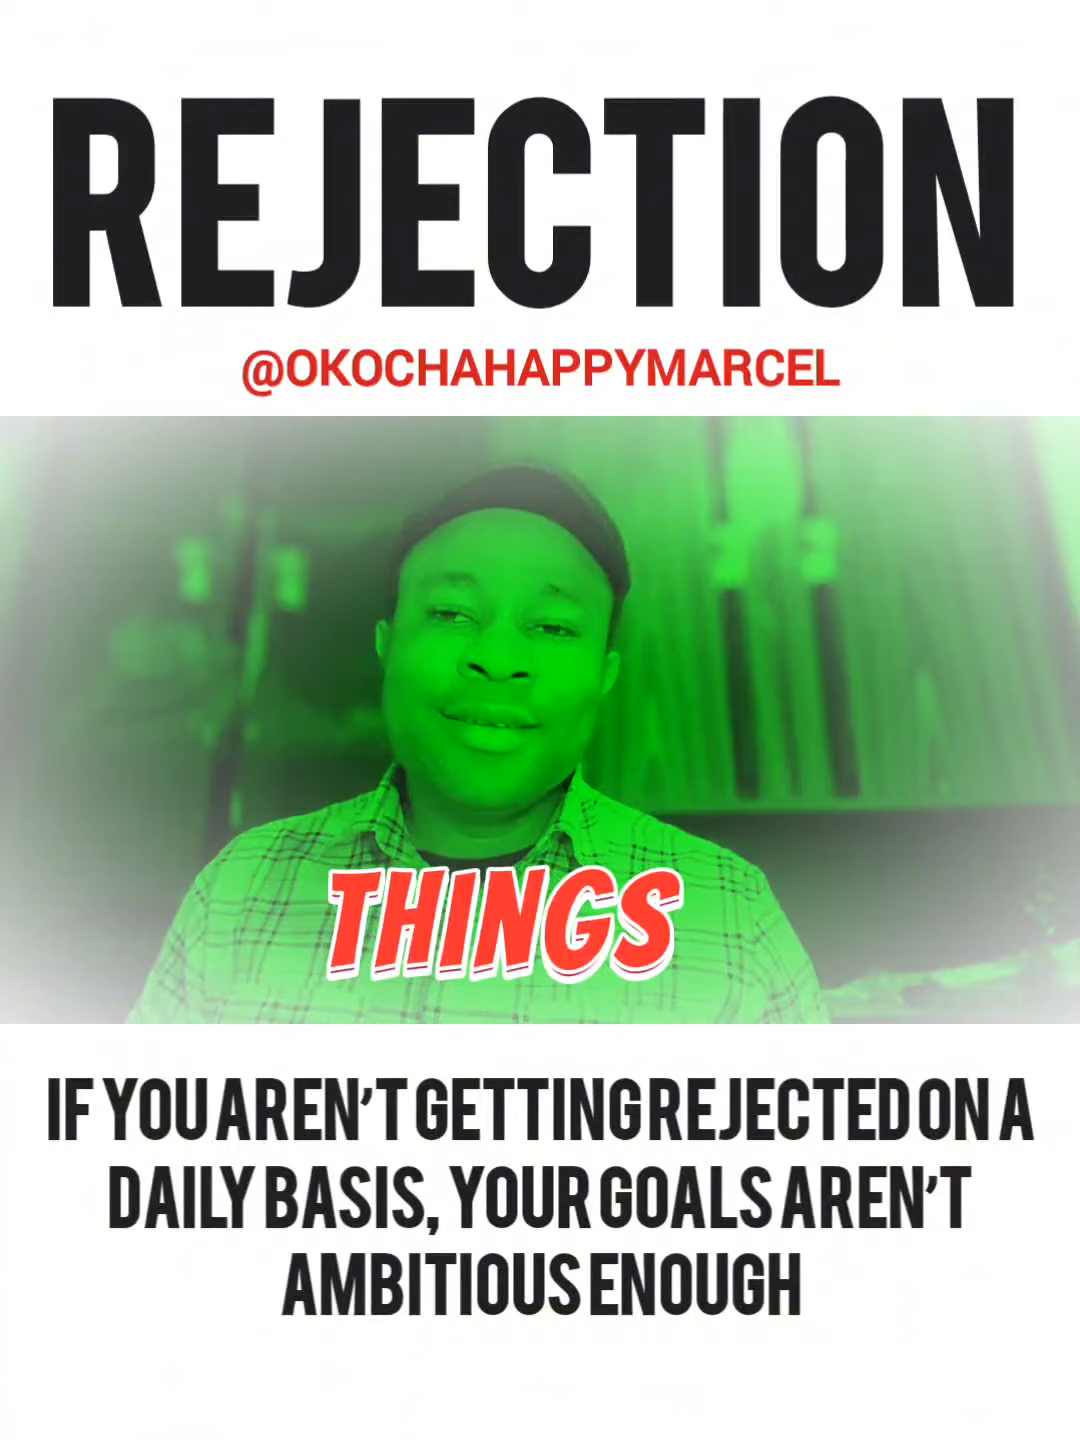 REJECTION
@OKOCHAHAPPYMARCEL
THINGS
IF YOU AREN'T GETTING REJECTED ON A
DAILY BASIS, YOUR GOALS AREN'T
AMBITIOUS ENOUGH